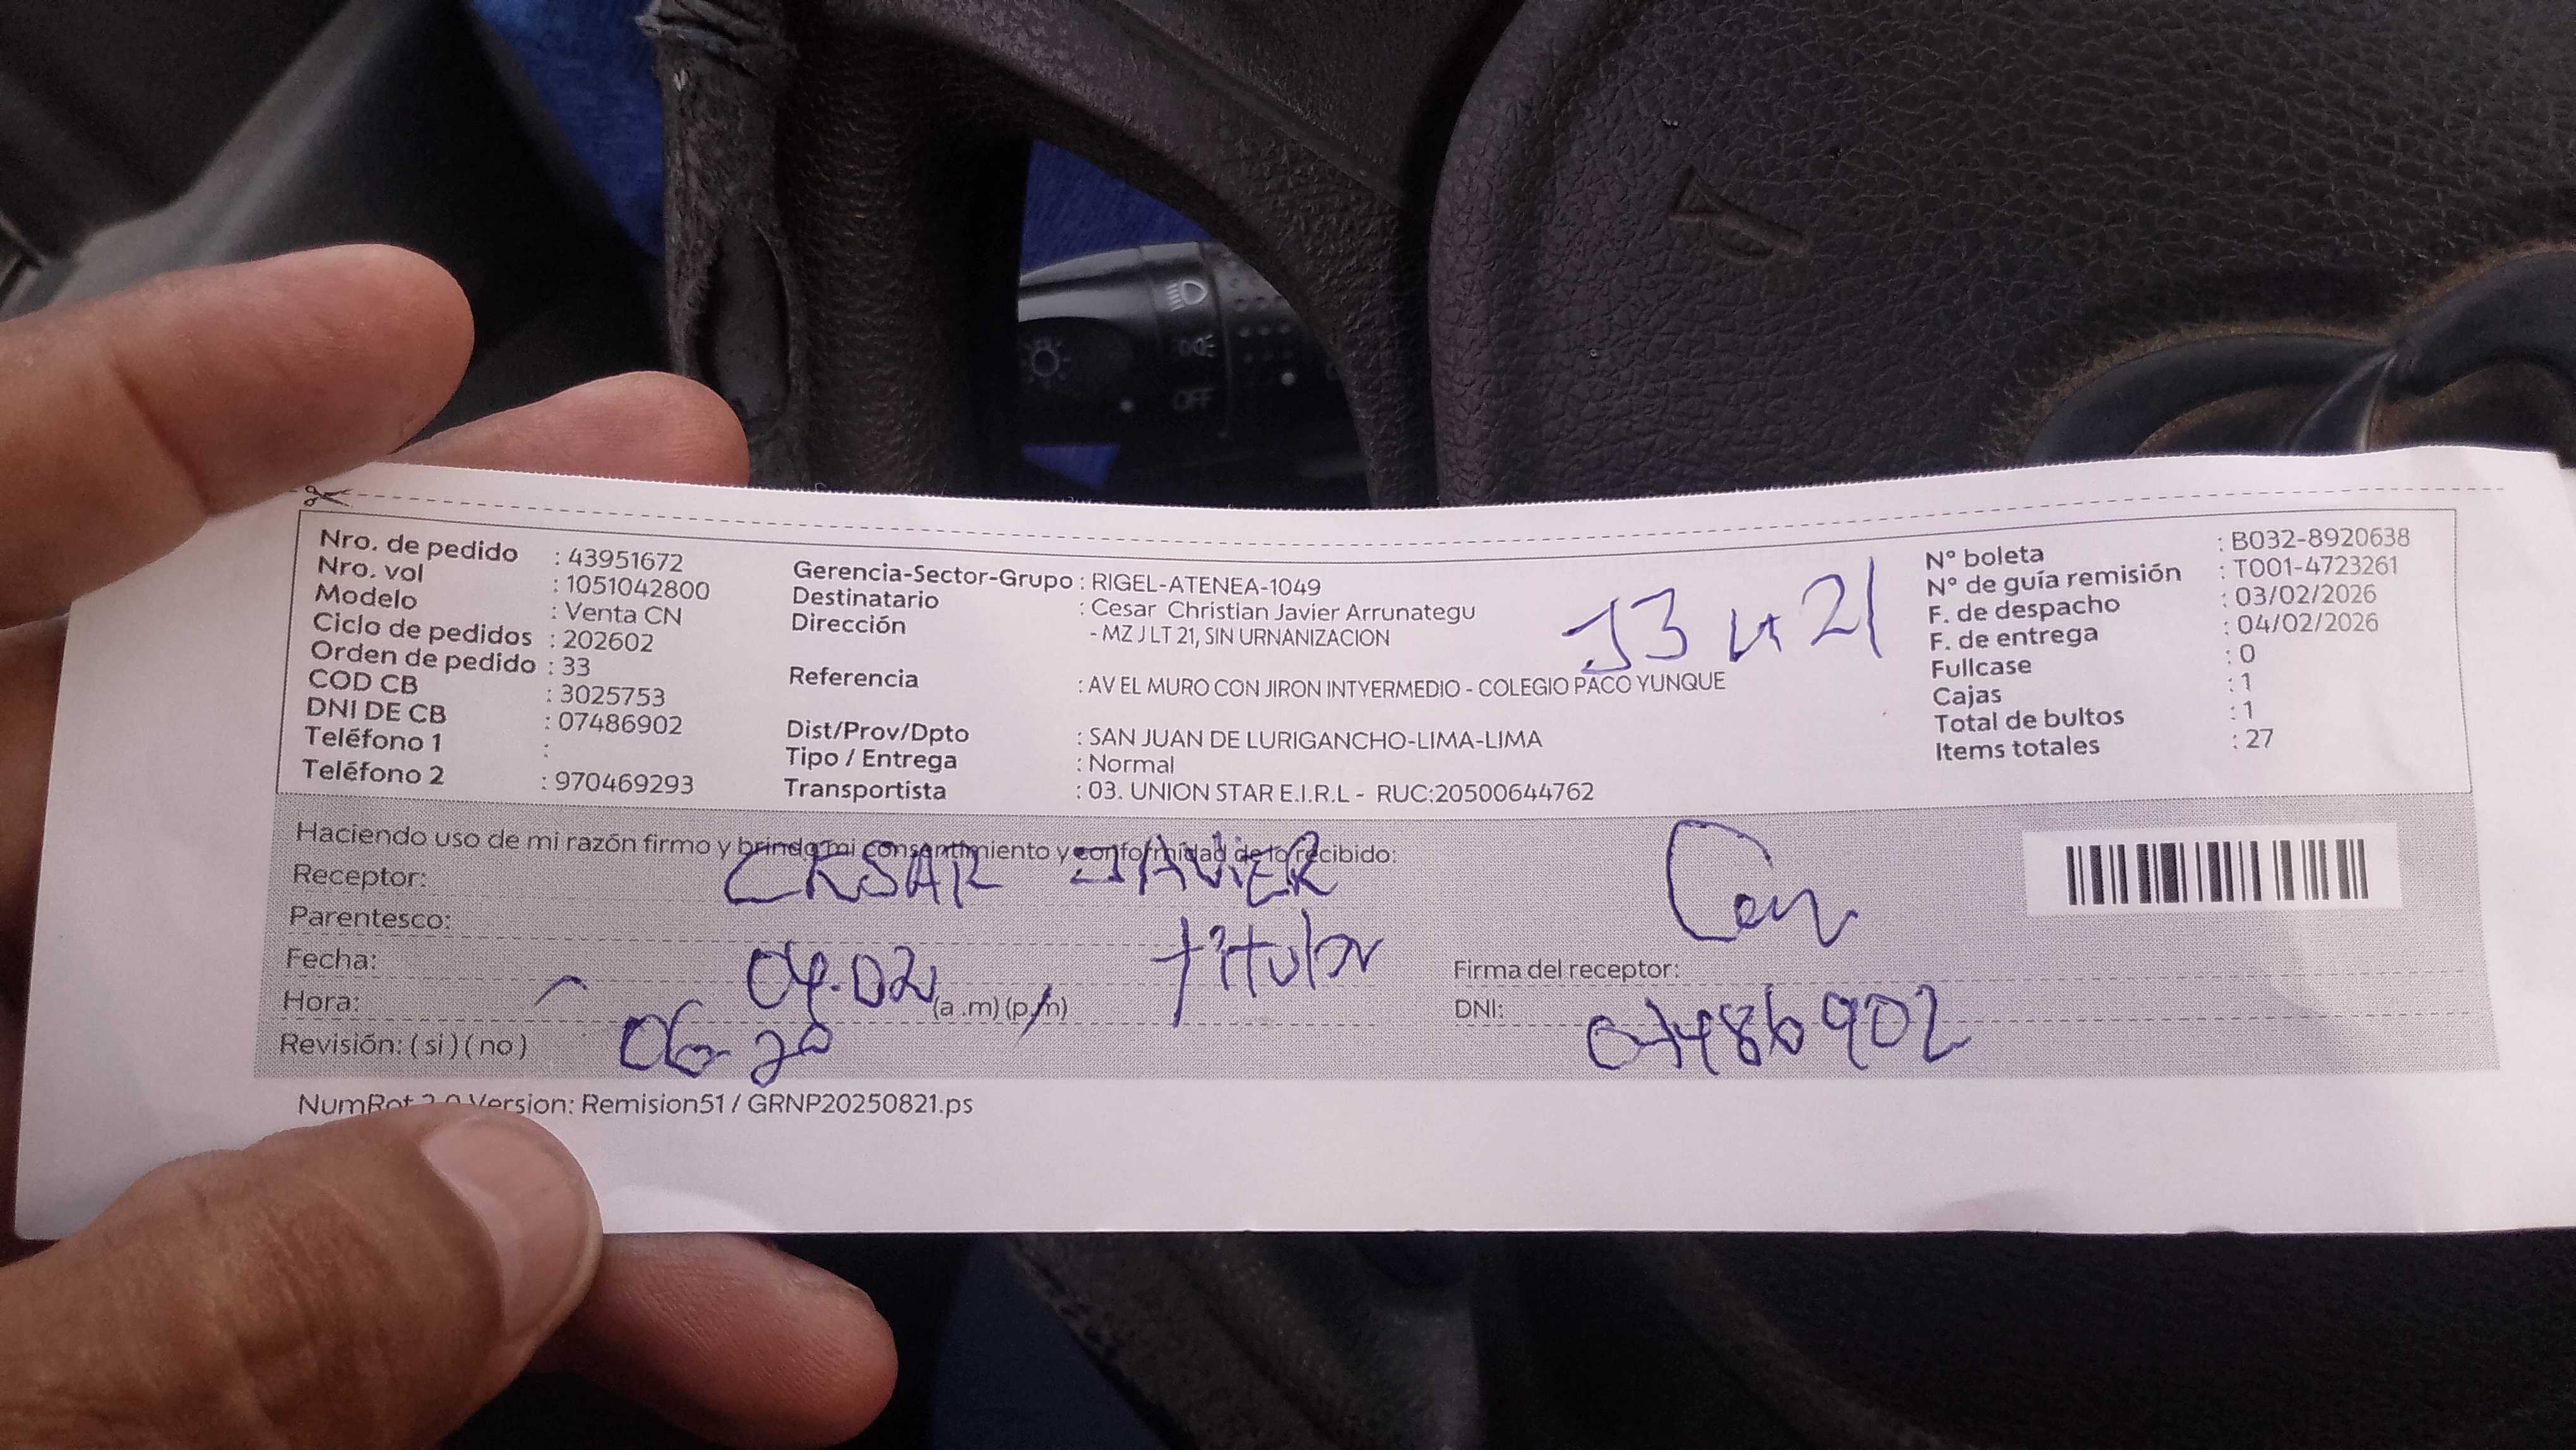 OFF
Nro. de pedido : 43951672
Nro. vol : 1051042800
Modelo : Venta CN
Ciclo de pedidos : 202602
Orden de pedido : 33
COD CB : 3025753
DNI DE CB : 07486902
Teléfono 1 :
Teléfono 2 : 970469293
Gerencia-Sector-Grupo : RIGEL-ATENEA-1049
Destinatario : Cesar Christian Javier Arrunategu
Dirección - MZ J LT 21, SIN URNANIZACION
Referencia : AV EL MURO CON JIRON INTYERMEDIO - COLEGIO PACO YUNQUE
Dist/Prov/Dpto : SAN JUAN DE LURIGANCHO-LIMA-LIMA
Tipo / Entrega : Normal
Transportista : 03. UNION STAR E.I.R.L - RUC:20500644762
J3 Lt 21
N° boleta : B032-8920638
N° de guía remisión : T001-4723261
F. de despacho : 03/02/2026
F. de entrega : 04/02/2026
Fullcase : 0
Cajas : 1
Total de bultos : 1
Items totales : 27
Haciendo uso de mi razón firmo y brindo mi consentimiento y conformidad de lo recibido:
Receptor: CESAR JAVIER
Parentesco: titular
Fecha: 04.02
Hora: (a.m) (p.m)
Revisión: ( si ) ( no ) 06-20
Firma del receptor:
DNI: 07486902
Version: Remision51 / GRNP20250821.ps